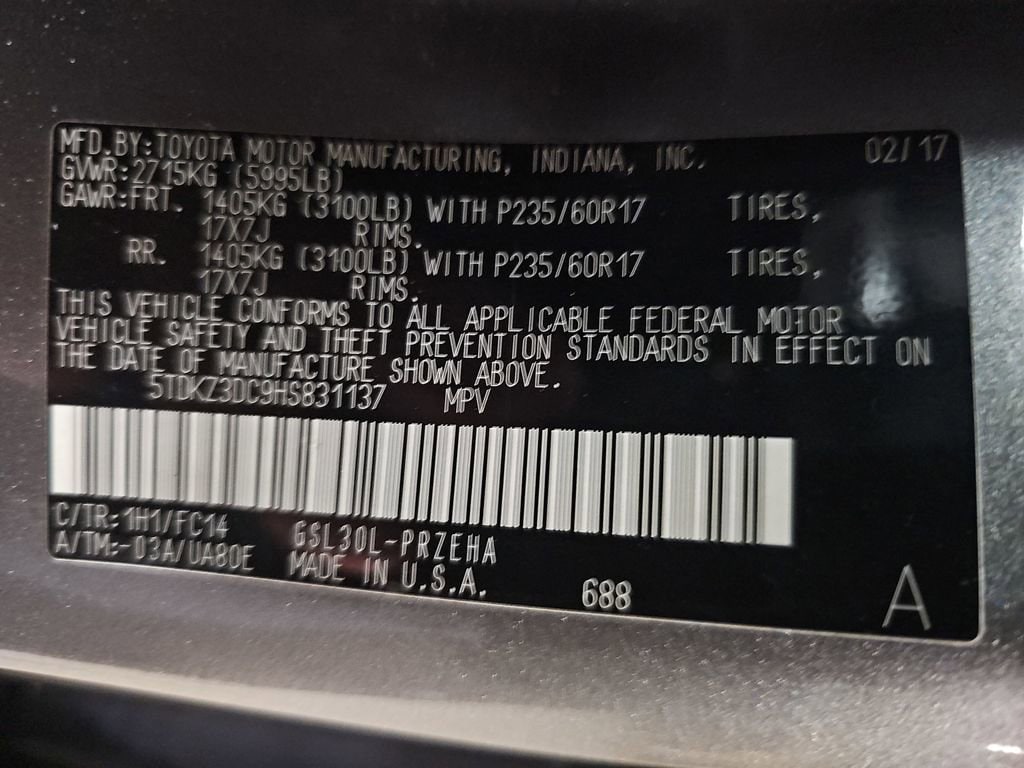 MFD.BY:TOYOTA MOTOR MANUFACTURING, INDIANA, INC. 02/17
GVWR:2715KG (5995LB)
GAWR:FRT. 1405KG (3100LB) WITH P235/60R17 TIRES,
17X7J RIMS.
RR. 1405KG (3100LB) WITH P235/60R17 TIRES,
17X7J RIMS.
THIS VEHICLE CONFORMS TO ALL APPLICABLE FEDERAL MOTOR
VEHICLE SAFETY AND THEFT PREVENTION STANDARDS IN EFFECT ON
THE DATE OF MANUFACTURE SHOWN ABOVE.
5TDKZ3DC9HS831137 MPV
C/TR:1H1/FC14 GSL30L-PRZEHA
A/TM:-03A/UA80E MADE IN U.S.A. 688 A